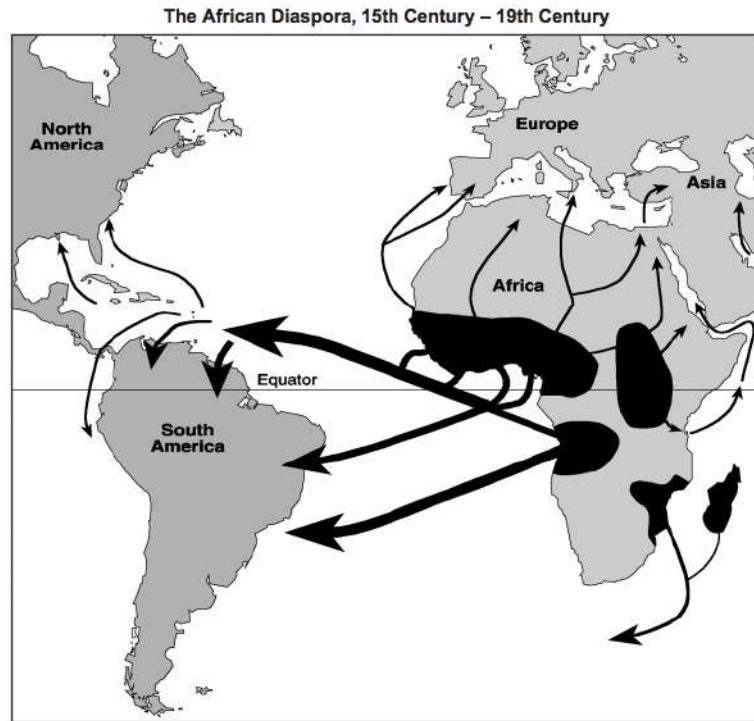 The African Diaspora, 15th Century – 19th Century
North
America
Europe
Asia
Africa
Equator
South
America